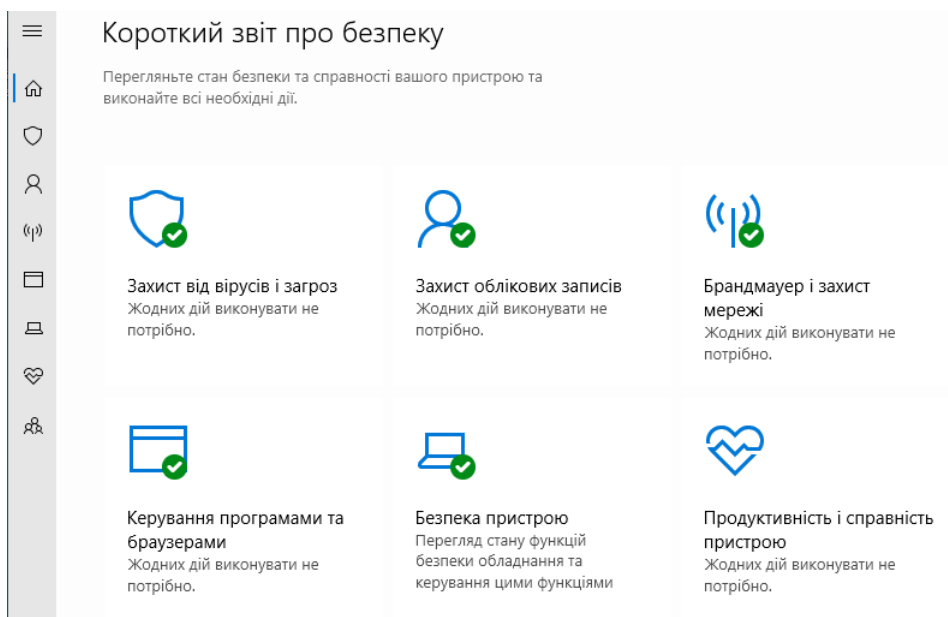 Короткий звіт про безпеку
Перегляньте стан безпеки та справності вашого пристрою та
виконайте всі необхідні дії.
Захист від вірусів і загроз
Жодних дій виконувати не
потрібно.
Захист облікових записів
Жодних дій виконувати не
потрібно.
Брандмауер і захист
мережі
Жодних дій виконувати не
потрібно.
Керування програмами та
браузерами
Жодних дій виконувати не
потрібно.
Безпека пристрою
Перегляд стану функцій
безпеки обладнання та
керування цими функціями
Продуктивність і справність
пристрою
Жодних дій виконувати не
потрібно.